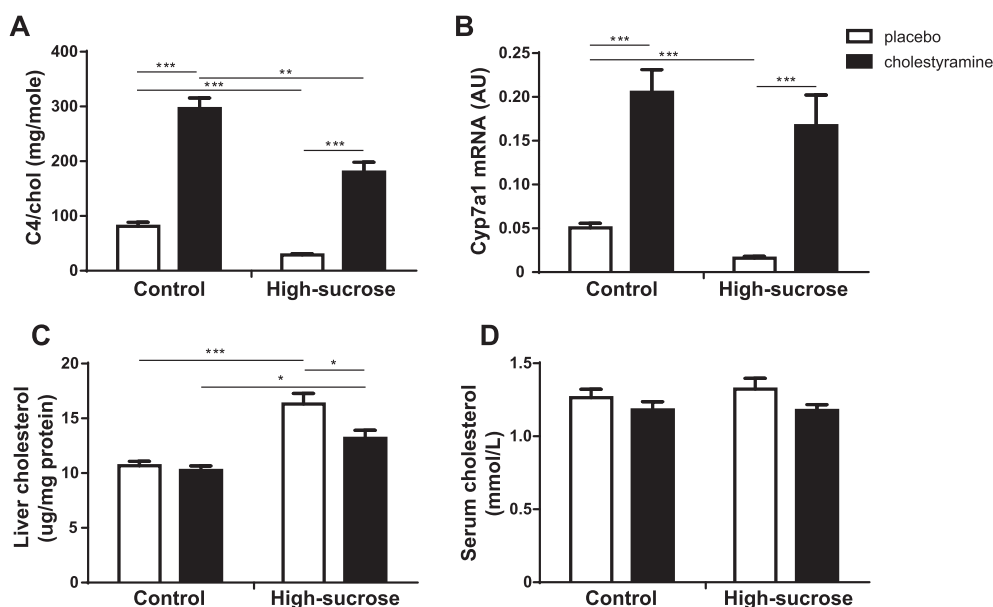 A
C4/chol (mg/mole)
400
300
200
100
0
***
**
***
***
Control
High-sucrose
B
Cyp7a1 mRNA (AU)
0.25
0.20
0.15
0.10
0.05
0
***
***
***
Control
High-sucrose
placebo
cholestyramine
C
Liver cholesterol
(ug/mg protein)
20
15
10
5
0
***
*
*
Control
High-sucrose
D
Serum cholesterol
(mmol/L)
1.5
1.0
0.5
0
Control
High-sucrose